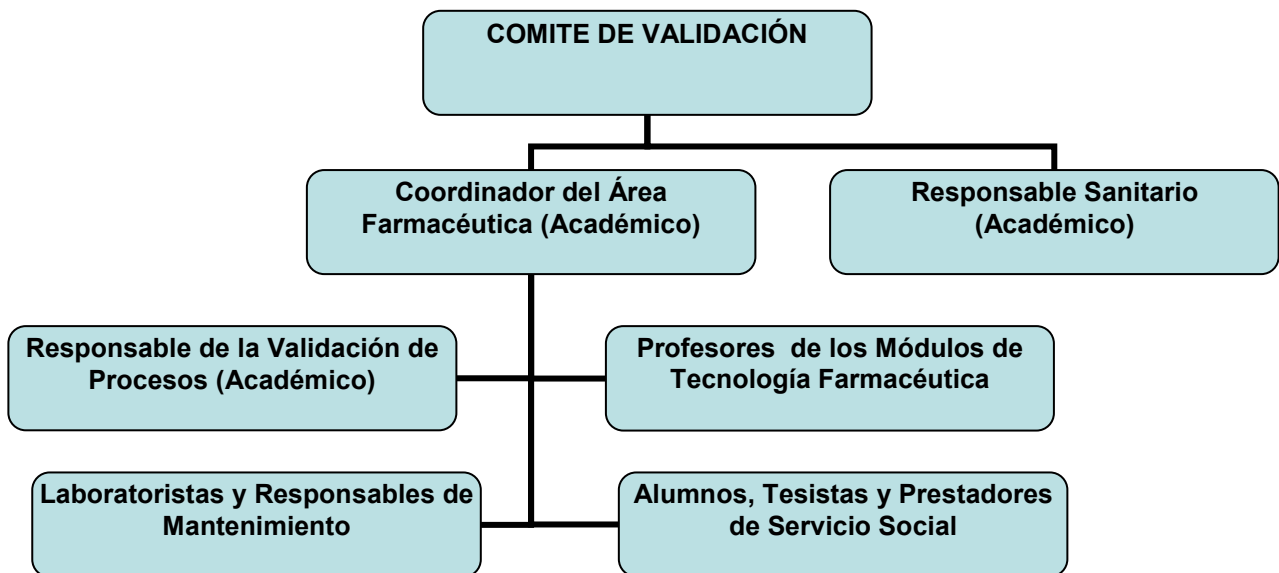 COMITE DE VALIDACIÓN
Coordinador del Área
Farmacéutica (Académico)
Responsable Sanitario
(Académico)
Responsable de la Validación de
Procesos (Académico)
Profesores de los Módulos de
Tecnología Farmacéutica
Laboratoristas y Responsables de
Mantenimiento
Alumnos, Tesistas y Prestadores
de Servicio Social